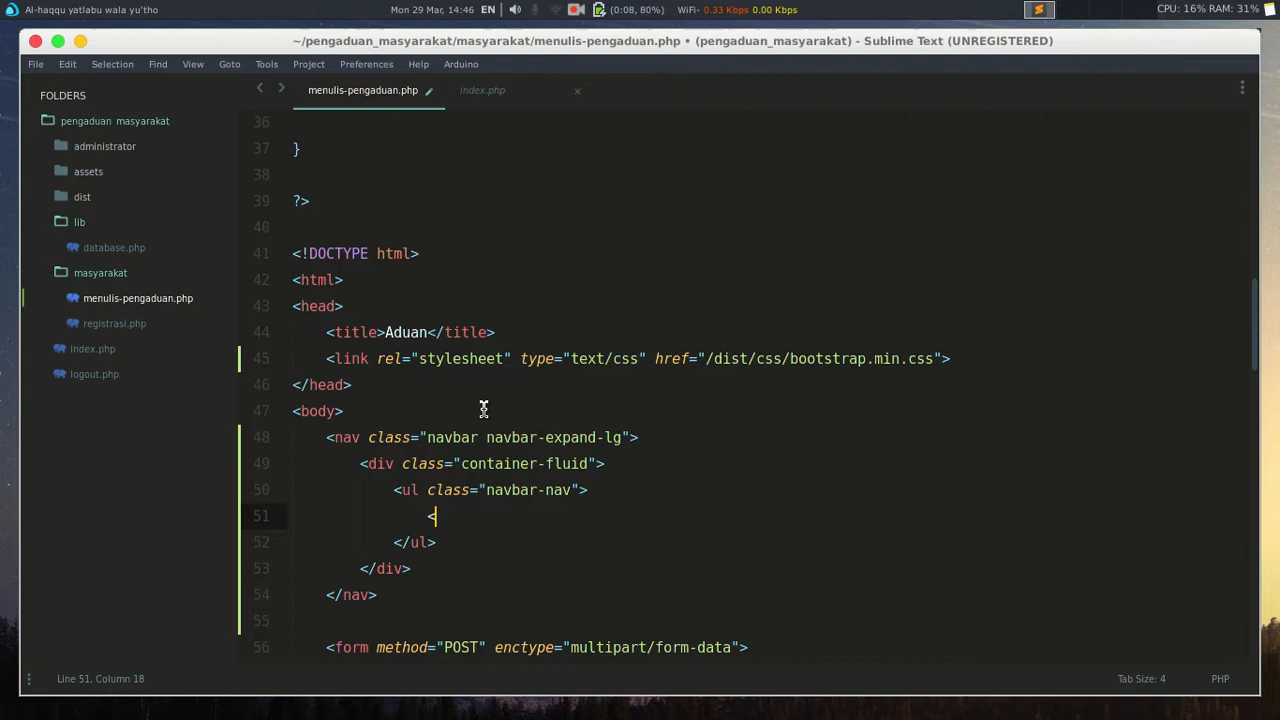 Al-haqqu yatlabu wala yu'tho
Mon 29 Mar, 14:46 EN (0:08, 80%) WiFi- 0.33 Kbps 0.00 Kbps
CPU: 16% RAM: 31%
~/pengaduan_masyarakat/masyarakat/menulis-pengaduan.php • (pengaduan_masyarakat) - Sublime Text (UNREGISTERED)
File Edit Selection Find View Goto Tools Project Preferences Help Arduino
FOLDERS
pengaduan masyarakat
administrator
assets
dist
lib
database.php
masyarakat
menulis-pengaduan.php
registrasi.php
index.php
logout.php
menulis-pengaduan.php index.php
36
37 }
38
39 ?>
40
41 <!DOCTYPE html>
42 <html>
43 <head>
44 <title>Aduan</title>
45 <link rel="stylesheet" type="text/css" href="/dist/css/bootstrap.min.css">
46 </head>
47 <body>
48 <nav class="navbar navbar-expand-lg">
49 <div class="container-fluid">
50 <ul class="navbar-nav">
51 <
52 </ul>
53 </div>
54 </nav>
55
56 <form method="POST" enctype="multipart/form-data">
Line 51, Column 18
Tab Size: 4 PHP